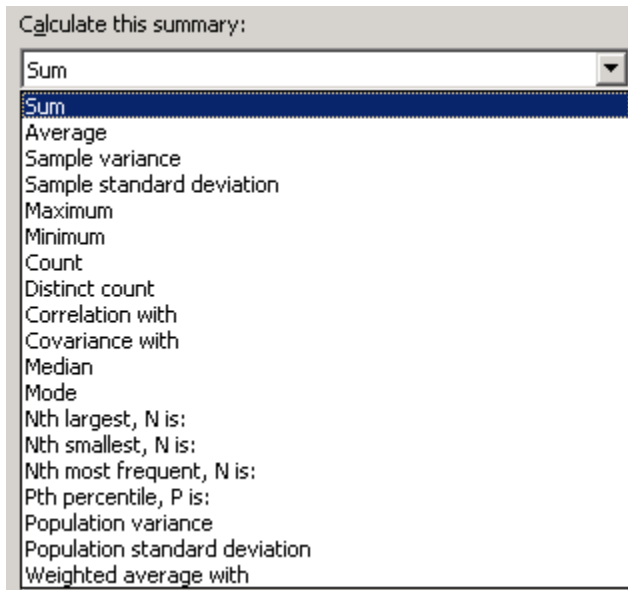 Calculate this summary:
Sum
Sum
Average
Sample variance
Sample standard deviation
Maximum
Minimum
Count
Distinct count
Correlation with
Covariance with
Median
Mode
Nth largest, N is:
Nth smallest, N is:
Nth most frequent, N is:
Pth percentile, P is:
Population variance
Population standard deviation
Weighted average with